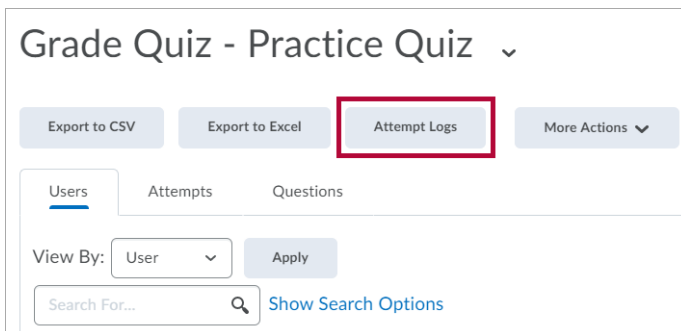 Grade Quiz - Practice Quiz
Export to CSV Export to Excel Attempt Logs More Actions
Users Attempts Questions
View By: User Apply
Search For... Show Search Options